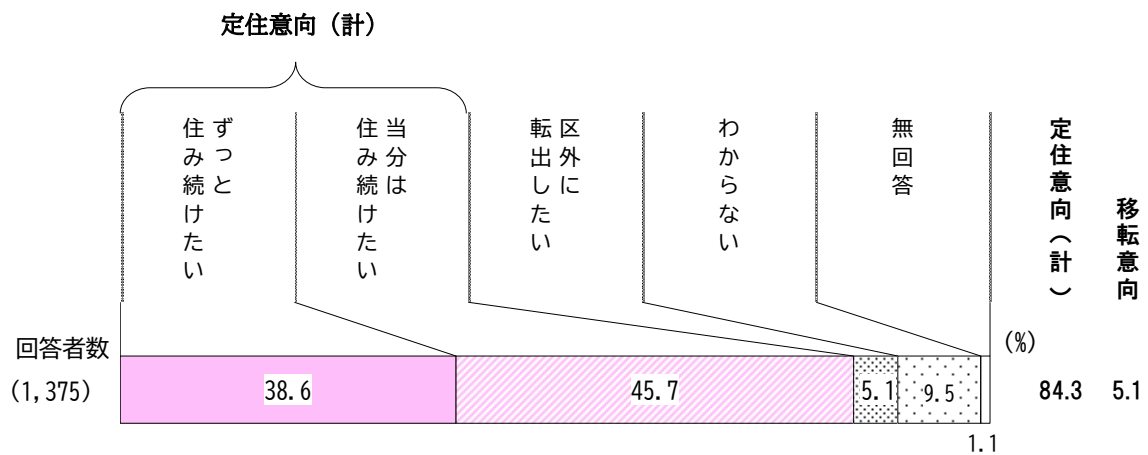 定住意向（計）
ずっと
住み続けたい
当分は
住み続けたい
区外に
転出したい
わからない
無回答
定住意向（計）
移転意向
回答者数
(%)
(1,375)
38.6
45.7
5.1
9.5
84.3
5.1
1.1